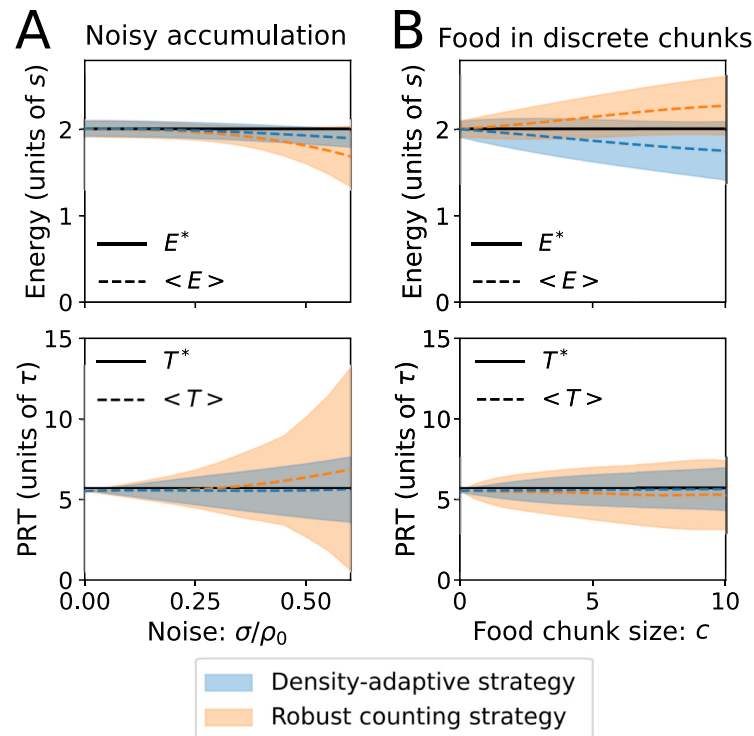 A Noisy accumulation
B Food in discrete chunks
Energy (units of s)
2
1
0
E*
<E>
Energy (units of s)
2
1
0
E*
<E>
PRT (units of τ)
15
10
5
0
T*
<T>
0.00 0.25 0.50
Noise: σ/ρ0
PRT (units of τ)
15
10
5
0
T*
<T>
0 5 10
Food chunk size: c
Density-adaptive strategy
Robust counting strategy